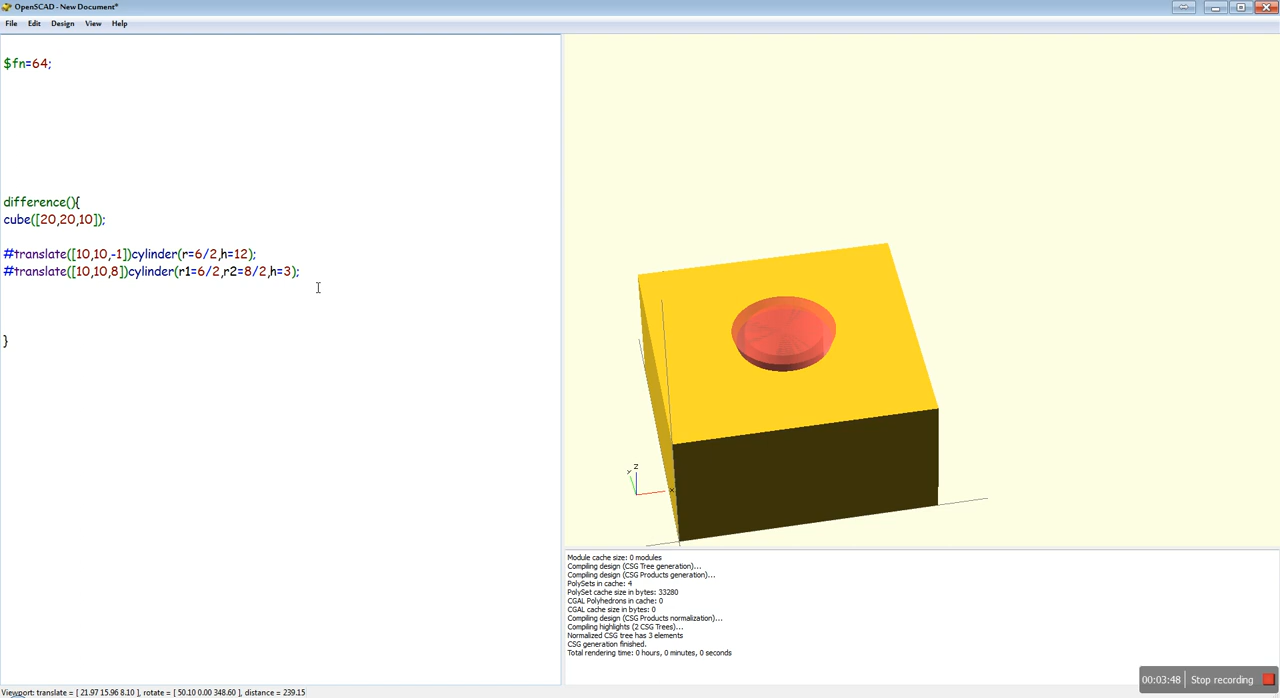 OpenSCAD - New Document*
File Edit Design View Help
$fn=64;
difference(){
cube([20,20,10]);
#translate([10,10,-1])cylinder(r=6/2,h=12);
#translate([10,10,8])cylinder(r1=6/2,r2=8/2,h=3);
}
z
y
x
Module cache size: 0 modules
Compiling design (CSG Tree generation)...
Compiling design (CSG Products generation)...
PolySets in cache: 4
PolySet cache size in bytes: 33280
CGAL Polyhedrons in cache: 0
CGAL cache size in bytes: 0
Compiling design (CSG Products normalization)...
Compiling highlights (2 CSG Trees)...
Normalized CSG tree has 3 elements
CSG generation finished.
Total rendering time: 0 hours, 0 minutes, 0 seconds
00:03:48 Stop recording
Viewport: translate = [ 21.97 15.96 8.10 ], rotate = [ 50.10 0.00 348.60 ], distance = 239.15